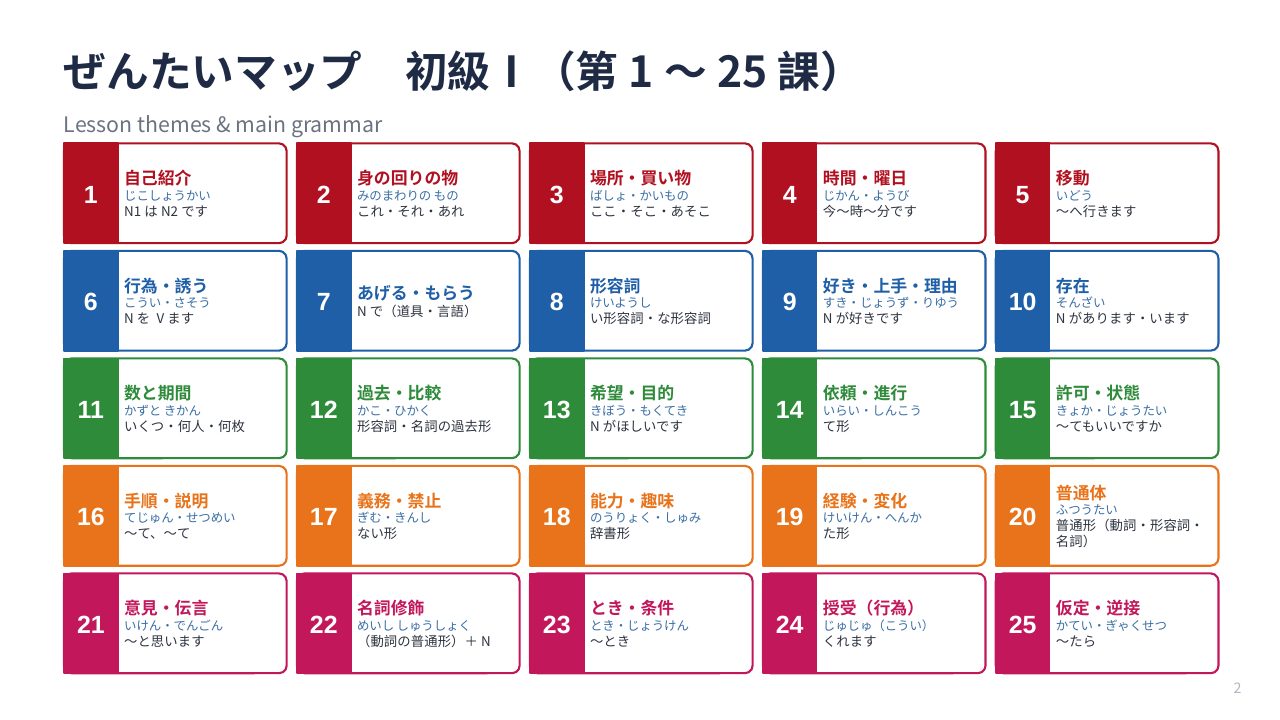 ぜんたいマップ　初級Ⅰ（第 1 ～ 25 課）
Lesson themes & main grammar
1
自己紹介
じこしょうかい
N1 は N2 です
2
身の回りの物
みのまわりの もの
これ・それ・あれ
3
場所・買い物
ばしょ・かいもの
ここ・そこ・あそこ
4
時間・曜日
じかん・ようび
今～時～分です
5
移動
いどう
～へ行きます
6
行為・誘う
こうい・さそう
N を V ます
7
あげる・もらう
N で（道具・言語）
8
形容詞
けいようし
い形容詞・な形容詞
9
好き・上手・理由
すき・じょうず・りゆう
N が好きです
10
存在
そんざい
N があります・います
11
数と期間
かずと きかん
いくつ・何人・何枚
12
過去・比較
かこ・ひかく
形容詞・名詞の過去形
13
希望・目的
きぼう・もくてき
N がほしいです
14
依頼・進行
いらい・しんこう
て形
15
許可・状態
きょか・じょうたい
～てもいいですか
16
手順・説明
てじゅん・せつめい
～て、～て
17
義務・禁止
ぎむ・きんし
ない形
18
能力・趣味
のうりょく・しゅみ
辞書形
19
経験・変化
けいけん・へんか
た形
20
普通体
ふつうたい
普通形（動詞・形容詞・
名詞）
21
意見・伝言
いけん・でんごん
～と思います
22
名詞修飾
めいし しゅうしょく
（動詞の普通形）＋ N
23
とき・条件
とき・じょうけん
～とき
24
授受（行為）
じゅじゅ（こうい）
くれます
25
仮定・逆接
かてい・ぎゃくせつ
～たら
2